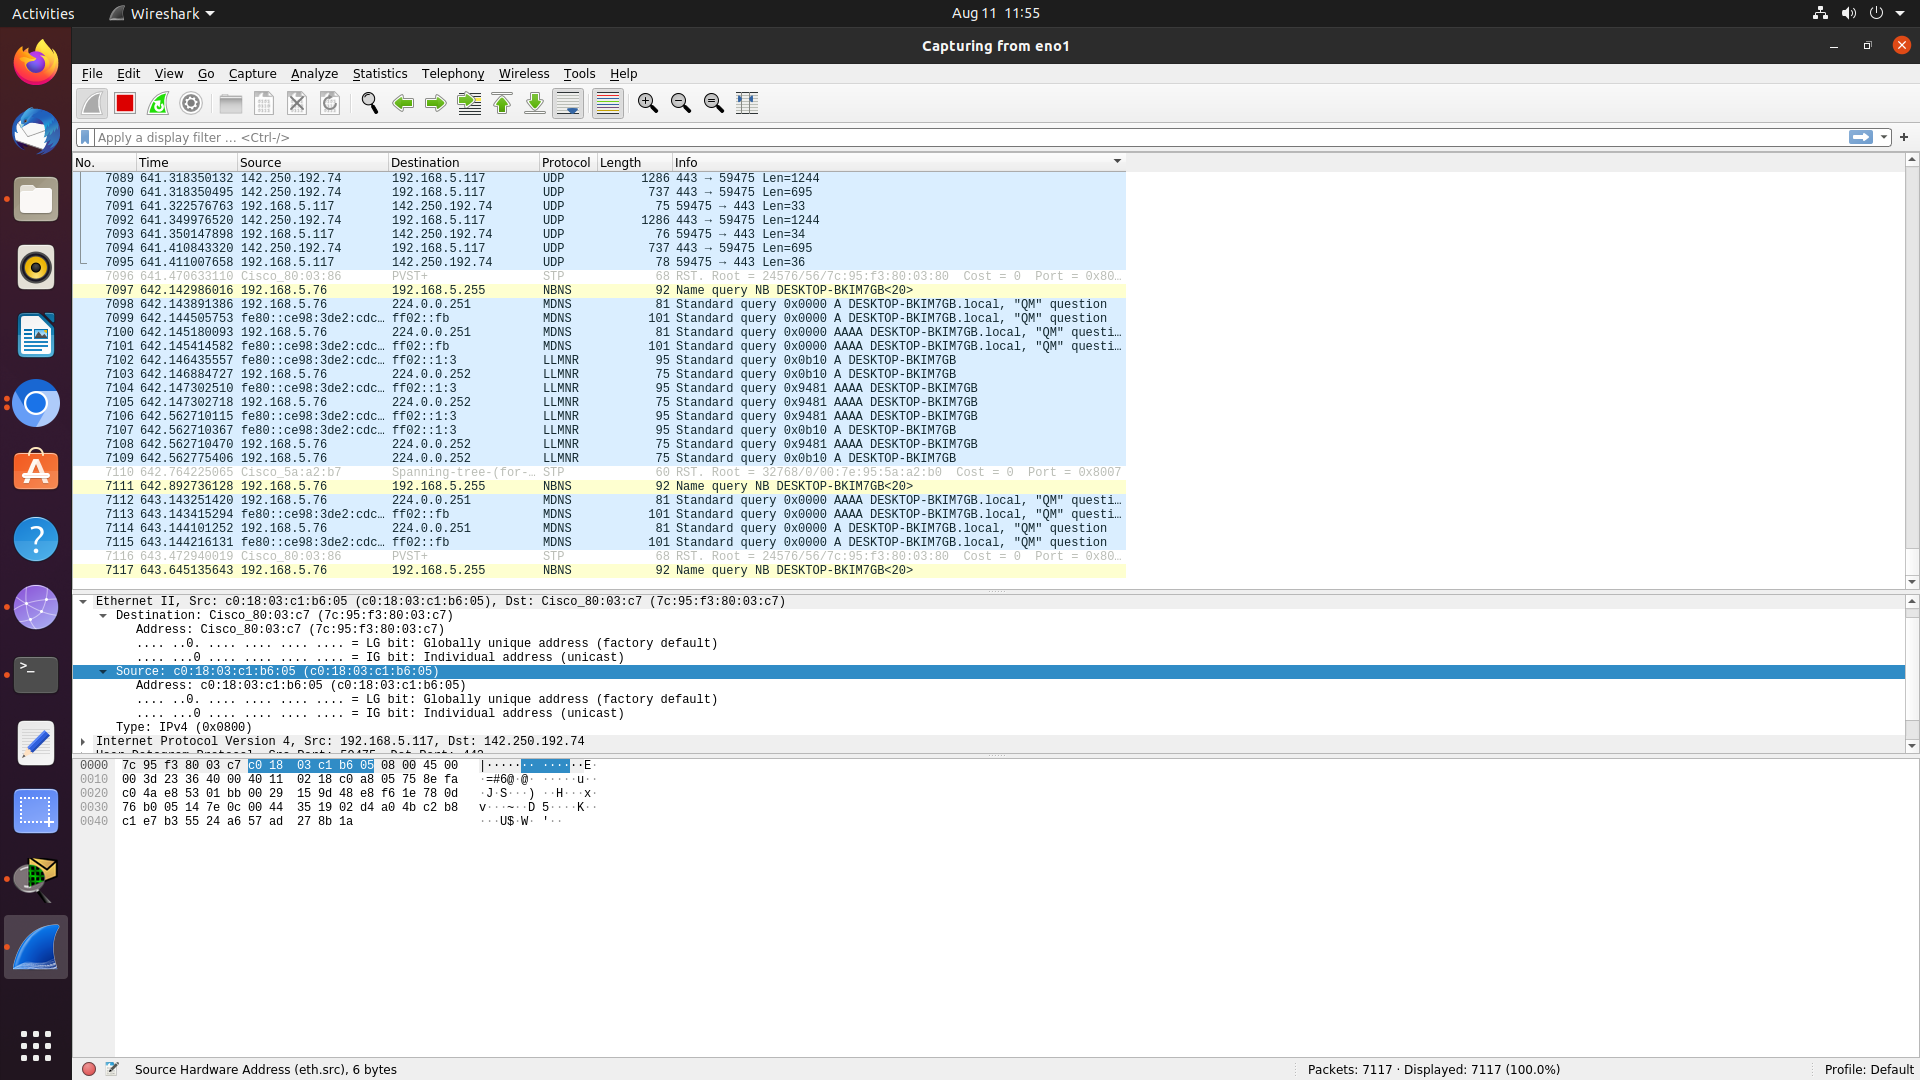 Activities Wireshark Aug 11 11:55
Capturing from eno1
File Edit View Go Capture Analyze Statistics Telephony Wireless Tools Help
Apply a display filter … <Ctrl-/>
No. Time Source Destination Protocol Length Info
7089 641.318350132 142.250.192.74 192.168.5.117 UDP 1286 443 → 59475 Len=1244
7090 641.318350495 142.250.192.74 192.168.5.117 UDP 737 443 → 59475 Len=695
7091 641.322576763 192.168.5.117 142.250.192.74 UDP 75 59475 → 443 Len=33
7092 641.349976520 142.250.192.74 192.168.5.117 UDP 1286 443 → 59475 Len=1244
7093 641.350147898 192.168.5.117 142.250.192.74 UDP 76 59475 → 443 Len=34
7094 641.410843320 142.250.192.74 192.168.5.117 UDP 737 443 → 59475 Len=695
7095 641.411007658 192.168.5.117 142.250.192.74 UDP 78 59475 → 443 Len=36
7096 641.470633110 Cisco_80:03:86 PVST+ STP 68 RST. Root = 24576/56/7c:95:f3:80:03:80 Cost = 0 Port = 0x80…
7097 642.142986016 192.168.5.76 192.168.5.255 NBNS 92 Name query NB DESKTOP-BKIM7GB<20>
7098 642.143891386 192.168.5.76 224.0.0.251 MDNS 81 Standard query 0x0000 A DESKTOP-BKIM7GB.local, "QM" question
7099 642.144505753 fe80::ce98:3de2:cdc… ff02::fb MDNS 101 Standard query 0x0000 A DESKTOP-BKIM7GB.local, "QM" question
7100 642.145180093 192.168.5.76 224.0.0.251 MDNS 81 Standard query 0x0000 AAAA DESKTOP-BKIM7GB.local, "QM" questi…
7101 642.145414582 fe80::ce98:3de2:cdc… ff02::fb MDNS 101 Standard query 0x0000 AAAA DESKTOP-BKIM7GB.local, "QM" questi…
7102 642.146435557 fe80::ce98:3de2:cdc… ff02::1:3 LLMNR 95 Standard query 0x0b10 A DESKTOP-BKIM7GB
7103 642.146884727 192.168.5.76 224.0.0.252 LLMNR 75 Standard query 0x0b10 A DESKTOP-BKIM7GB
7104 642.147302510 fe80::ce98:3de2:cdc… ff02::1:3 LLMNR 95 Standard query 0x9481 AAAA DESKTOP-BKIM7GB
7105 642.147302718 192.168.5.76 224.0.0.252 LLMNR 75 Standard query 0x9481 AAAA DESKTOP-BKIM7GB
7106 642.562710115 fe80::ce98:3de2:cdc… ff02::1:3 LLMNR 95 Standard query 0x9481 AAAA DESKTOP-BKIM7GB
7107 642.562710367 fe80::ce98:3de2:cdc… ff02::1:3 LLMNR 95 Standard query 0x0b10 A DESKTOP-BKIM7GB
7108 642.562710470 192.168.5.76 224.0.0.252 LLMNR 75 Standard query 0x9481 AAAA DESKTOP-BKIM7GB
7109 642.562775406 192.168.5.76 224.0.0.252 LLMNR 75 Standard query 0x0b10 A DESKTOP-BKIM7GB
7110 642.764225065 Cisco_5a:a2:b7 Spanning-tree-(for-… STP 60 RST. Root = 32768/0/00:7e:95:5a:a2:b0 Cost = 0 Port = 0x8007
7111 642.892736128 192.168.5.76 192.168.5.255 NBNS 92 Name query NB DESKTOP-BKIM7GB<20>
7112 643.143251420 192.168.5.76 224.0.0.251 MDNS 81 Standard query 0x0000 AAAA DESKTOP-BKIM7GB.local, "QM" questi…
7113 643.143415294 fe80::ce98:3de2:cdc… ff02::fb MDNS 101 Standard query 0x0000 AAAA DESKTOP-BKIM7GB.local, "QM" questi…
7114 643.144101252 192.168.5.76 224.0.0.251 MDNS 81 Standard query 0x0000 A DESKTOP-BKIM7GB.local, "QM" question
7115 643.144216131 fe80::ce98:3de2:cdc… ff02::fb MDNS 101 Standard query 0x0000 A DESKTOP-BKIM7GB.local, "QM" question
7116 643.472940019 Cisco_80:03:86 PVST+ STP 68 RST. Root = 24576/56/7c:95:f3:80:03:80 Cost = 0 Port = 0x80…
7117 643.645135643 192.168.5.76 192.168.5.255 NBNS 92 Name query NB DESKTOP-BKIM7GB<20>
Ethernet II, Src: c0:18:03:c1:b6:05 (c0:18:03:c1:b6:05), Dst: Cisco_80:03:c7 (7c:95:f3:80:03:c7)
Destination: Cisco_80:03:c7 (7c:95:f3:80:03:c7)
Address: Cisco_80:03:c7 (7c:95:f3:80:03:c7)
.... ..0. .... .... .... .... = LG bit: Globally unique address (factory default)
.... ...0 .... .... .... .... = IG bit: Individual address (unicast)
Source: c0:18:03:c1:b6:05 (c0:18:03:c1:b6:05)
Address: c0:18:03:c1:b6:05 (c0:18:03:c1:b6:05)
.... ..0. .... .... .... .... = LG bit: Globally unique address (factory default)
.... ...0 .... .... .... .... = IG bit: Individual address (unicast)
Type: IPv4 (0x0800)
Internet Protocol Version 4, Src: 192.168.5.117, Dst: 142.250.192.74
0000 7c 95 f3 80 03 c7 c0 18 03 c1 b6 05 08 00 45 00 |····· ·· ·····E·
0010 00 3d 23 36 40 00 40 11 02 18 c0 a8 05 75 8e fa ·=#6@·@· ·····u··
0020 c0 4a e8 53 01 bb 00 29 15 9d 48 e8 f6 1e 78 0d ·J·S···) ··H···x·
0030 76 b0 05 14 7e 0c 00 44 35 19 02 d4 a0 4b c2 b8 v···~··D 5····K··
0040 c1 e7 b3 55 24 a6 57 ad 27 8b 1a ···U$·W· '··
Source Hardware Address (eth.src), 6 bytes Packets: 7117 · Displayed: 7117 (100.0%) Profile: Default